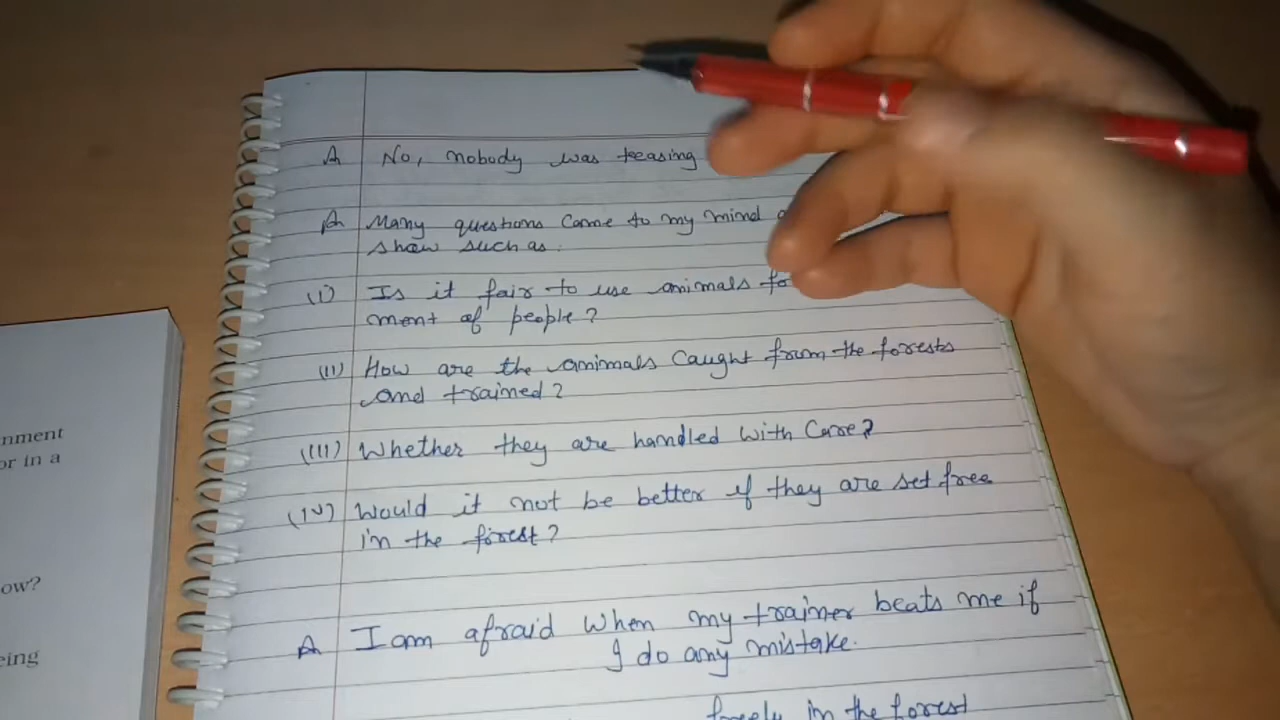 nment
or in a
ow?
eing
A No, nobody was teasing
A Many questions come to my mind
show such as.
(i) Is it fair to use animals fo
ment of people?
(ii) How are the animals caught from the forests
and trained?
(iii) Whether they are handled with care?
(iv) Would it not be better if they are set free
in the forest?
A I am afraid when my trainer beats me if
I do any mistake.
freely in the forest